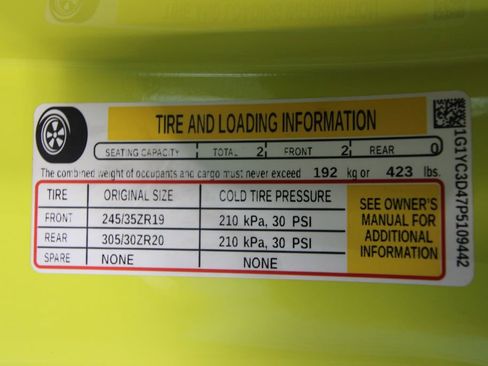 TIRE AND LOADING INFORMATION
SEATING CAPACITY TOTAL 2 FRONT 2 REAR 0
The combined weight of occupants and cargo must never exceed 192 kg or 423 lbs.
TIRE ORIGINAL SIZE COLD TIRE PRESSURE
FRONT 245/35ZR19 210 kPa, 30 PSI
REAR 305/30ZR20 210 kPa, 30 PSI
SPARE NONE NONE
SEE OWNER'S
MANUAL FOR
ADDITIONAL
INFORMATION
1G1YC3D47P5109442